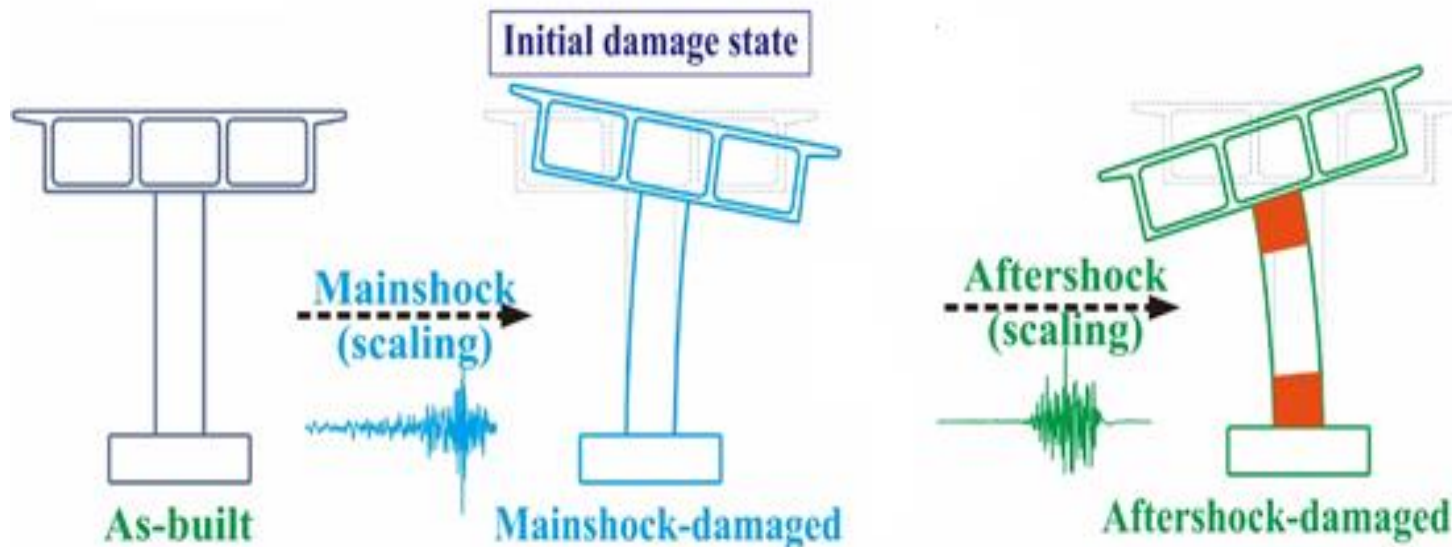 Initial damage state
Mainshock
(scaling)
Aftershock
(scaling)
As-built
Mainshock-damaged
Aftershock-damaged